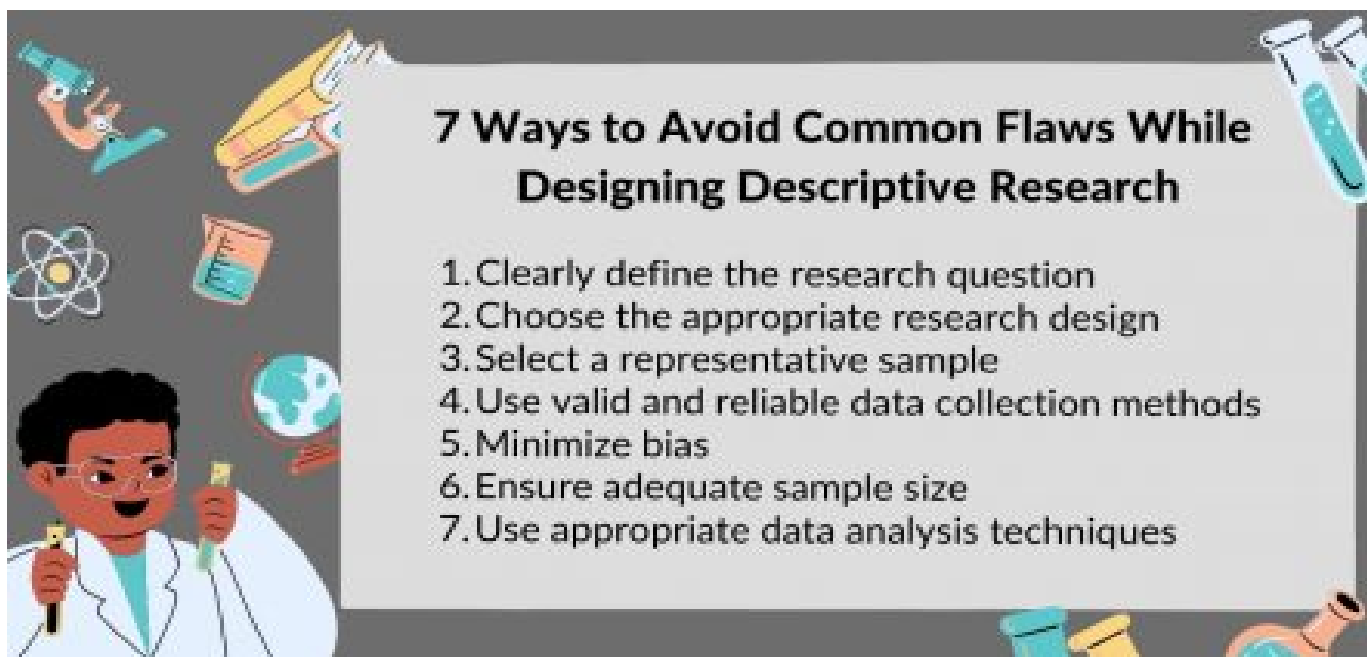 7 Ways to Avoid Common Flaws While
Designing Descriptive Research
1. Clearly define the research question
2. Choose the appropriate research design
3. Select a representative sample
4. Use valid and reliable data collection methods
5. Minimize bias
6. Ensure adequate sample size
7. Use appropriate data analysis techniques